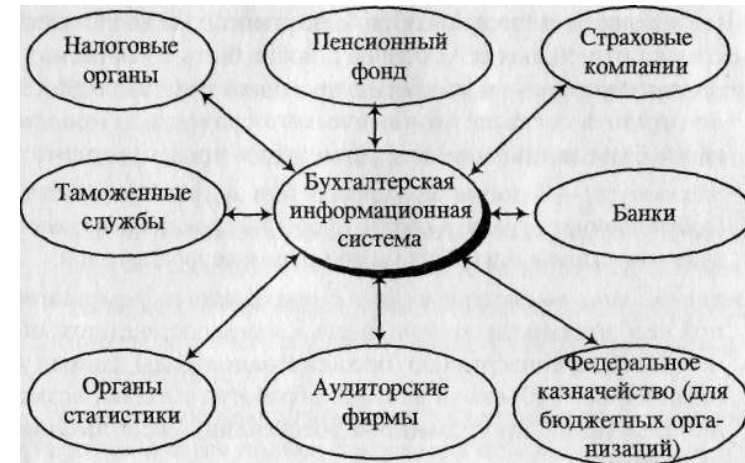 Налоговые
органы
Пенсионный
фонд
Страховые
компании
Таможенные
службы
Бухгалтерская
информационная
система
Банки
Органы
статистики
Аудиторские
фирмы
Федеральное
казначейство (для
бюджетных орга-
низаций)